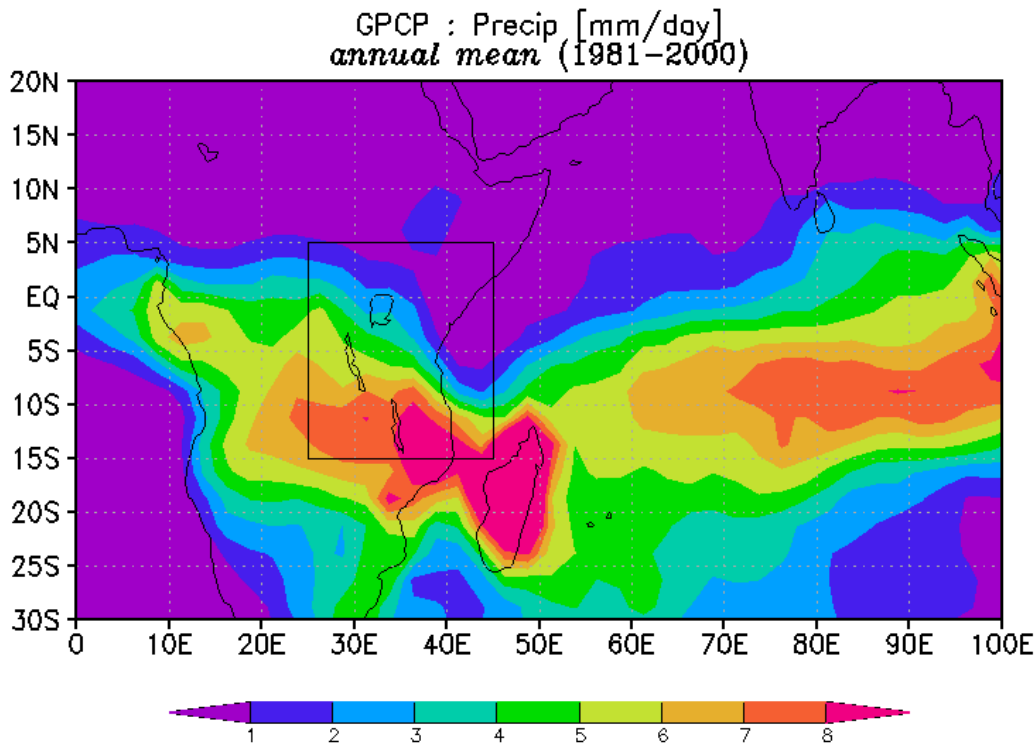 GPCP : Precip [mm/day]
annual mean (1981−2000)
20N
15N
10N
5N
EQ
5S
10S
15S
20S
25S
30S
0 10E 20E 30E 40E 50E 60E 70E 80E 90E 100E
1 2 3 4 5 6 7 8